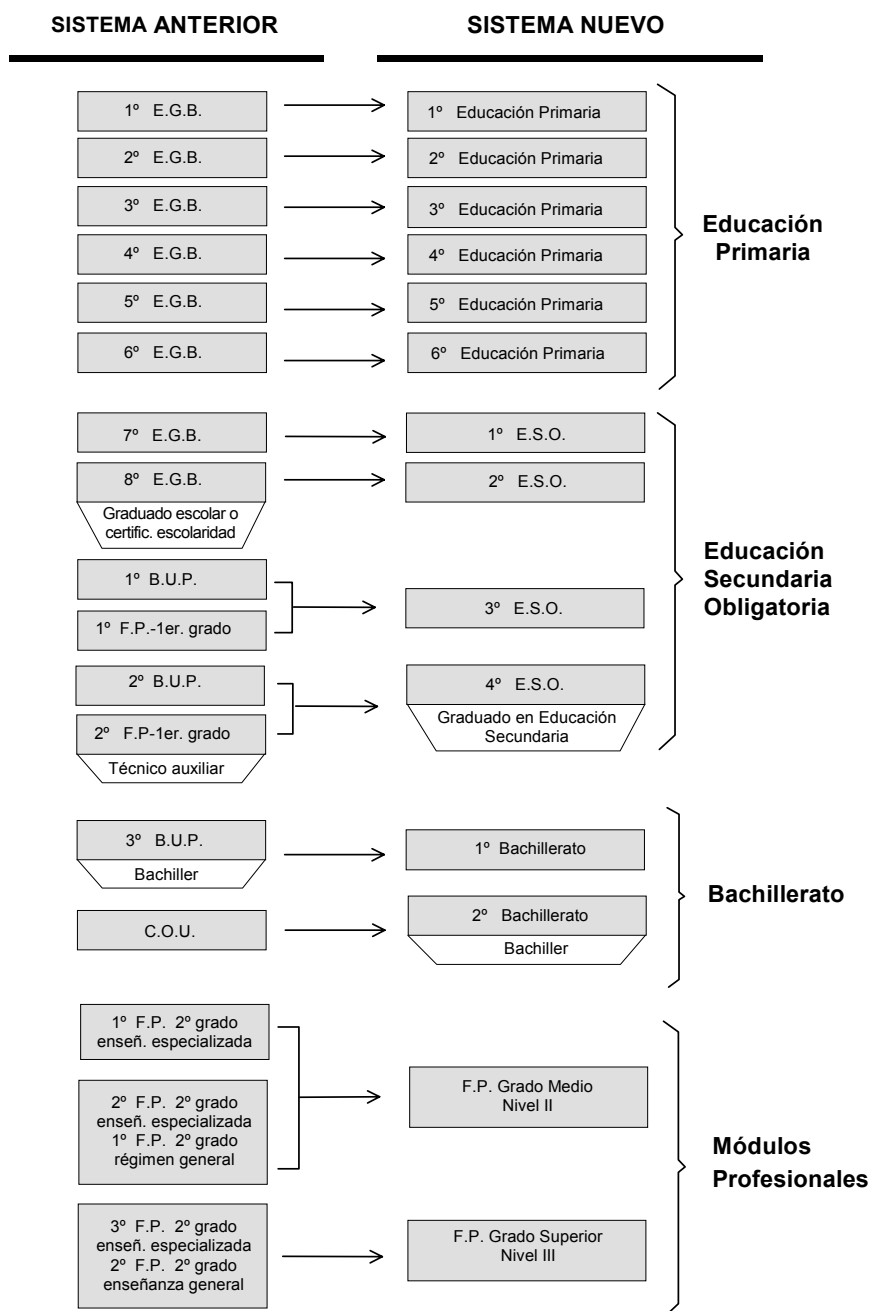 SISTEMA ANTERIOR
SISTEMA NUEVO
1º E.G.B.
1º Educación Primaria
2º E.G.B.
2º Educación Primaria
3º E.G.B.
3º Educación Primaria
4º E.G.B.
4º Educación Primaria
5º E.G.B.
5º Educación Primaria
6º E.G.B.
6º Educación Primaria
Educación
Primaria
7º E.G.B.
1º E.S.O.
8º E.G.B.
2º E.S.O.
Graduado escolar o
certific. escolaridad
1º B.U.P.
1º F.P.-1er. grado
3º E.S.O.
2º B.U.P.
2º F.P-1er. grado
Técnico auxiliar
4º E.S.O.
Graduado en Educación
Secundaria
Educación
Secundaria
Obligatoria
3º B.U.P.
Bachiller
1º Bachillerato
C.O.U.
2º Bachillerato
Bachiller
Bachillerato
1º F.P. 2º grado
enseñ. especializada
2º F.P. 2º grado
enseñ. especializada
1º F.P. 2º grado
régimen general
F.P. Grado Medio
Nivel II
3º F.P. 2º grado
enseñ. especializada
2º F.P. 2º grado
enseñanza general
F.P. Grado Superior
Nivel III
Módulos
Profesionales